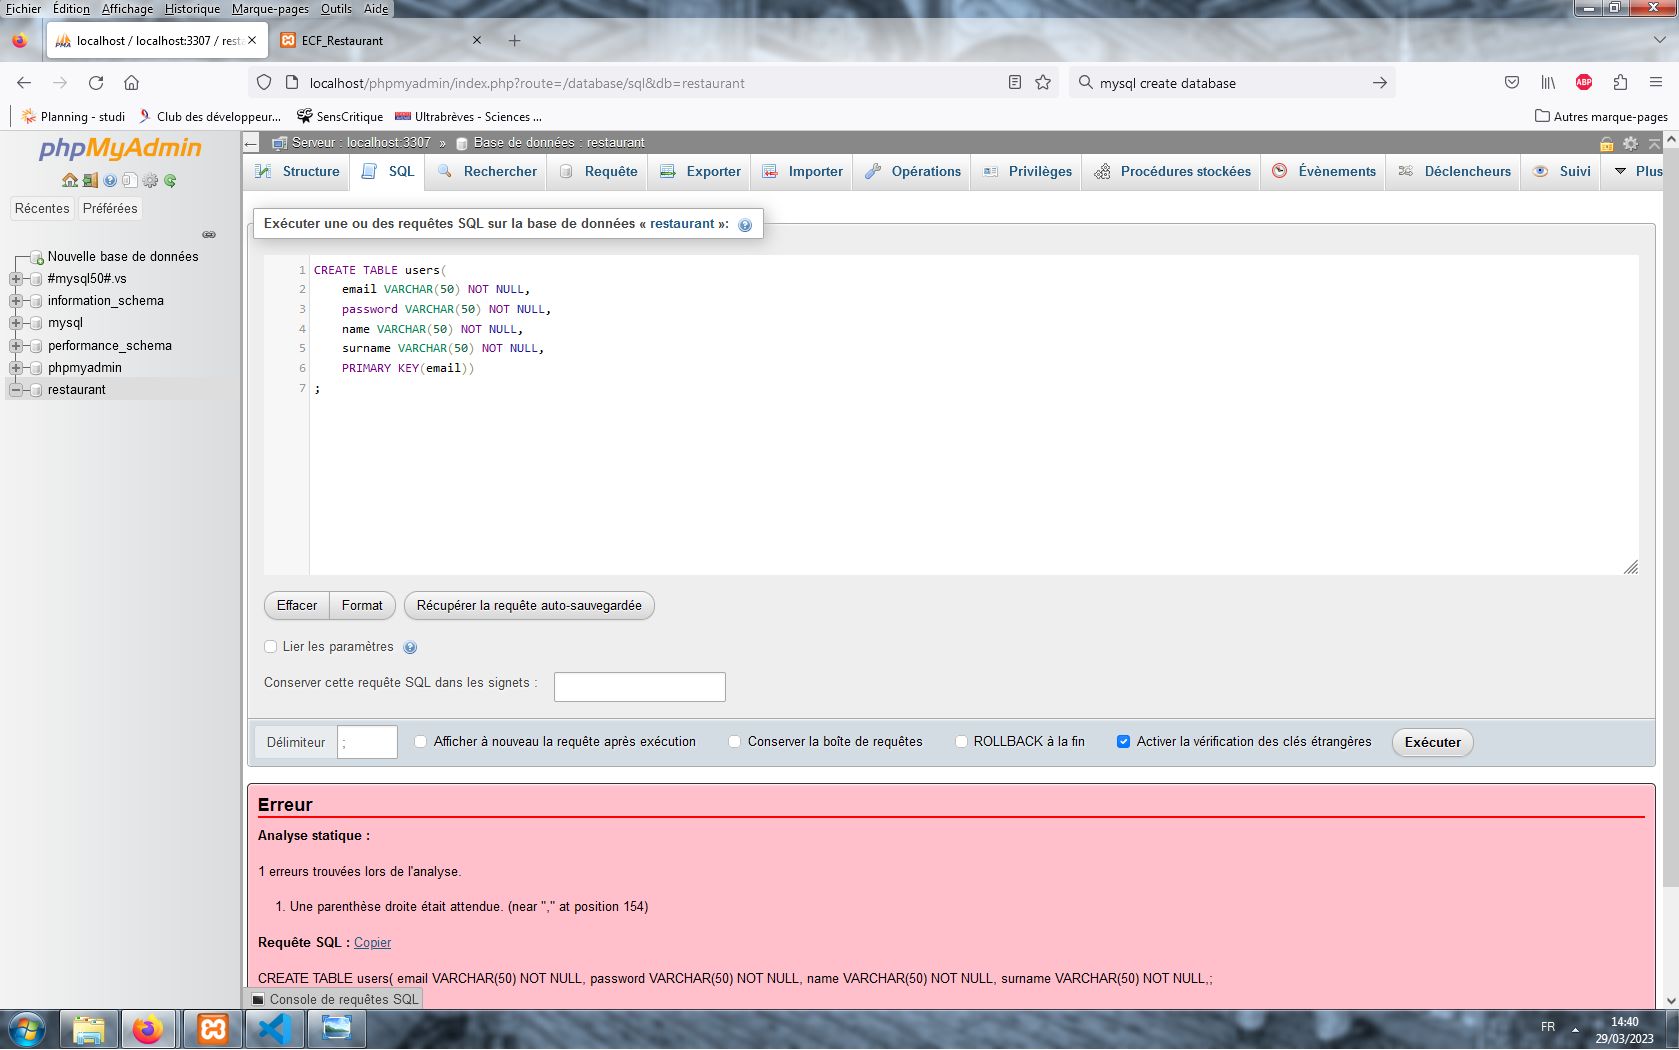 Fichier Édition Affichage Historique Marque-pages Outils Aide
localhost / localhost:3307 / resta
ECF_Restaurant
localhost/phpmyadmin/index.php?route=/database/sql&db=restaurant
mysql create database
ABP
Planning - studi
Club des développeur...
SensCritique
Ultrabrèves - Sciences ...
Autres marque-pages
phpMyAdmin
Récentes Préférées
Nouvelle base de données
#mysql50#.vs
information_schema
mysql
performance_schema
phpmyadmin
restaurant
Serveur : localhost:3307 » Base de données : restaurant
Structure SQL Rechercher Requête Exporter Importer Opérations Privilèges Procédures stockées Évènements Déclencheurs Suivi Plus
Exécuter une ou des requêtes SQL sur la base de données « restaurant »:
1 CREATE TABLE users(
2 email VARCHAR(50) NOT NULL,
3 password VARCHAR(50) NOT NULL,
4 name VARCHAR(50) NOT NULL,
5 surname VARCHAR(50) NOT NULL,
6 PRIMARY KEY(email))
7 ;
Effacer Format Récupérer la requête auto-sauvegardée
Lier les paramètres
Conserver cette requête SQL dans les signets :
Délimiteur ; Afficher à nouveau la requête après exécution Conserver la boîte de requêtes ROLLBACK à la fin Activer la vérification des clés étrangères Exécuter
Erreur
Analyse statique :
1 erreurs trouvées lors de l'analyse.
1. Une parenthèse droite était attendue. (near "," at position 154)
Requête SQL : Copier
CREATE TABLE users( email VARCHAR(50) NOT NULL, password VARCHAR(50) NOT NULL, name VARCHAR(50) NOT NULL, surname VARCHAR(50) NOT NULL,;
Console de requêtes SQL
FR
14:40
29/03/2023